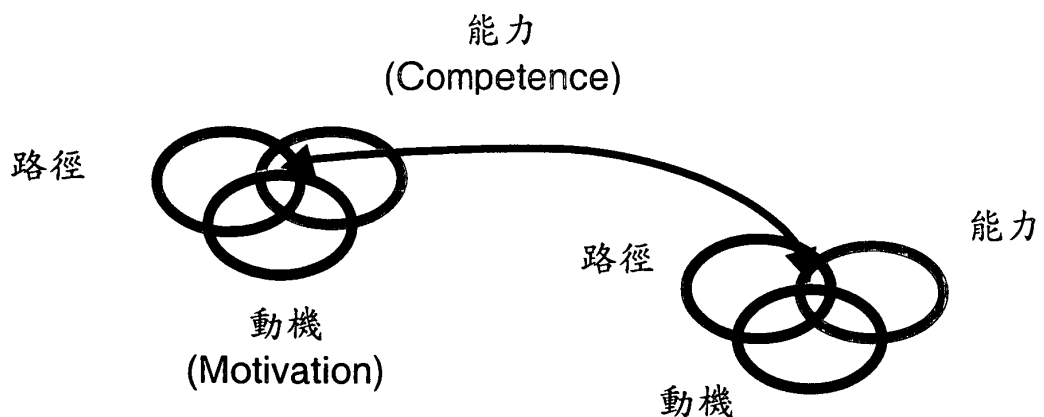 能力
(Competence)
路徑
動機
(Motivation)
能力
路徑
動機